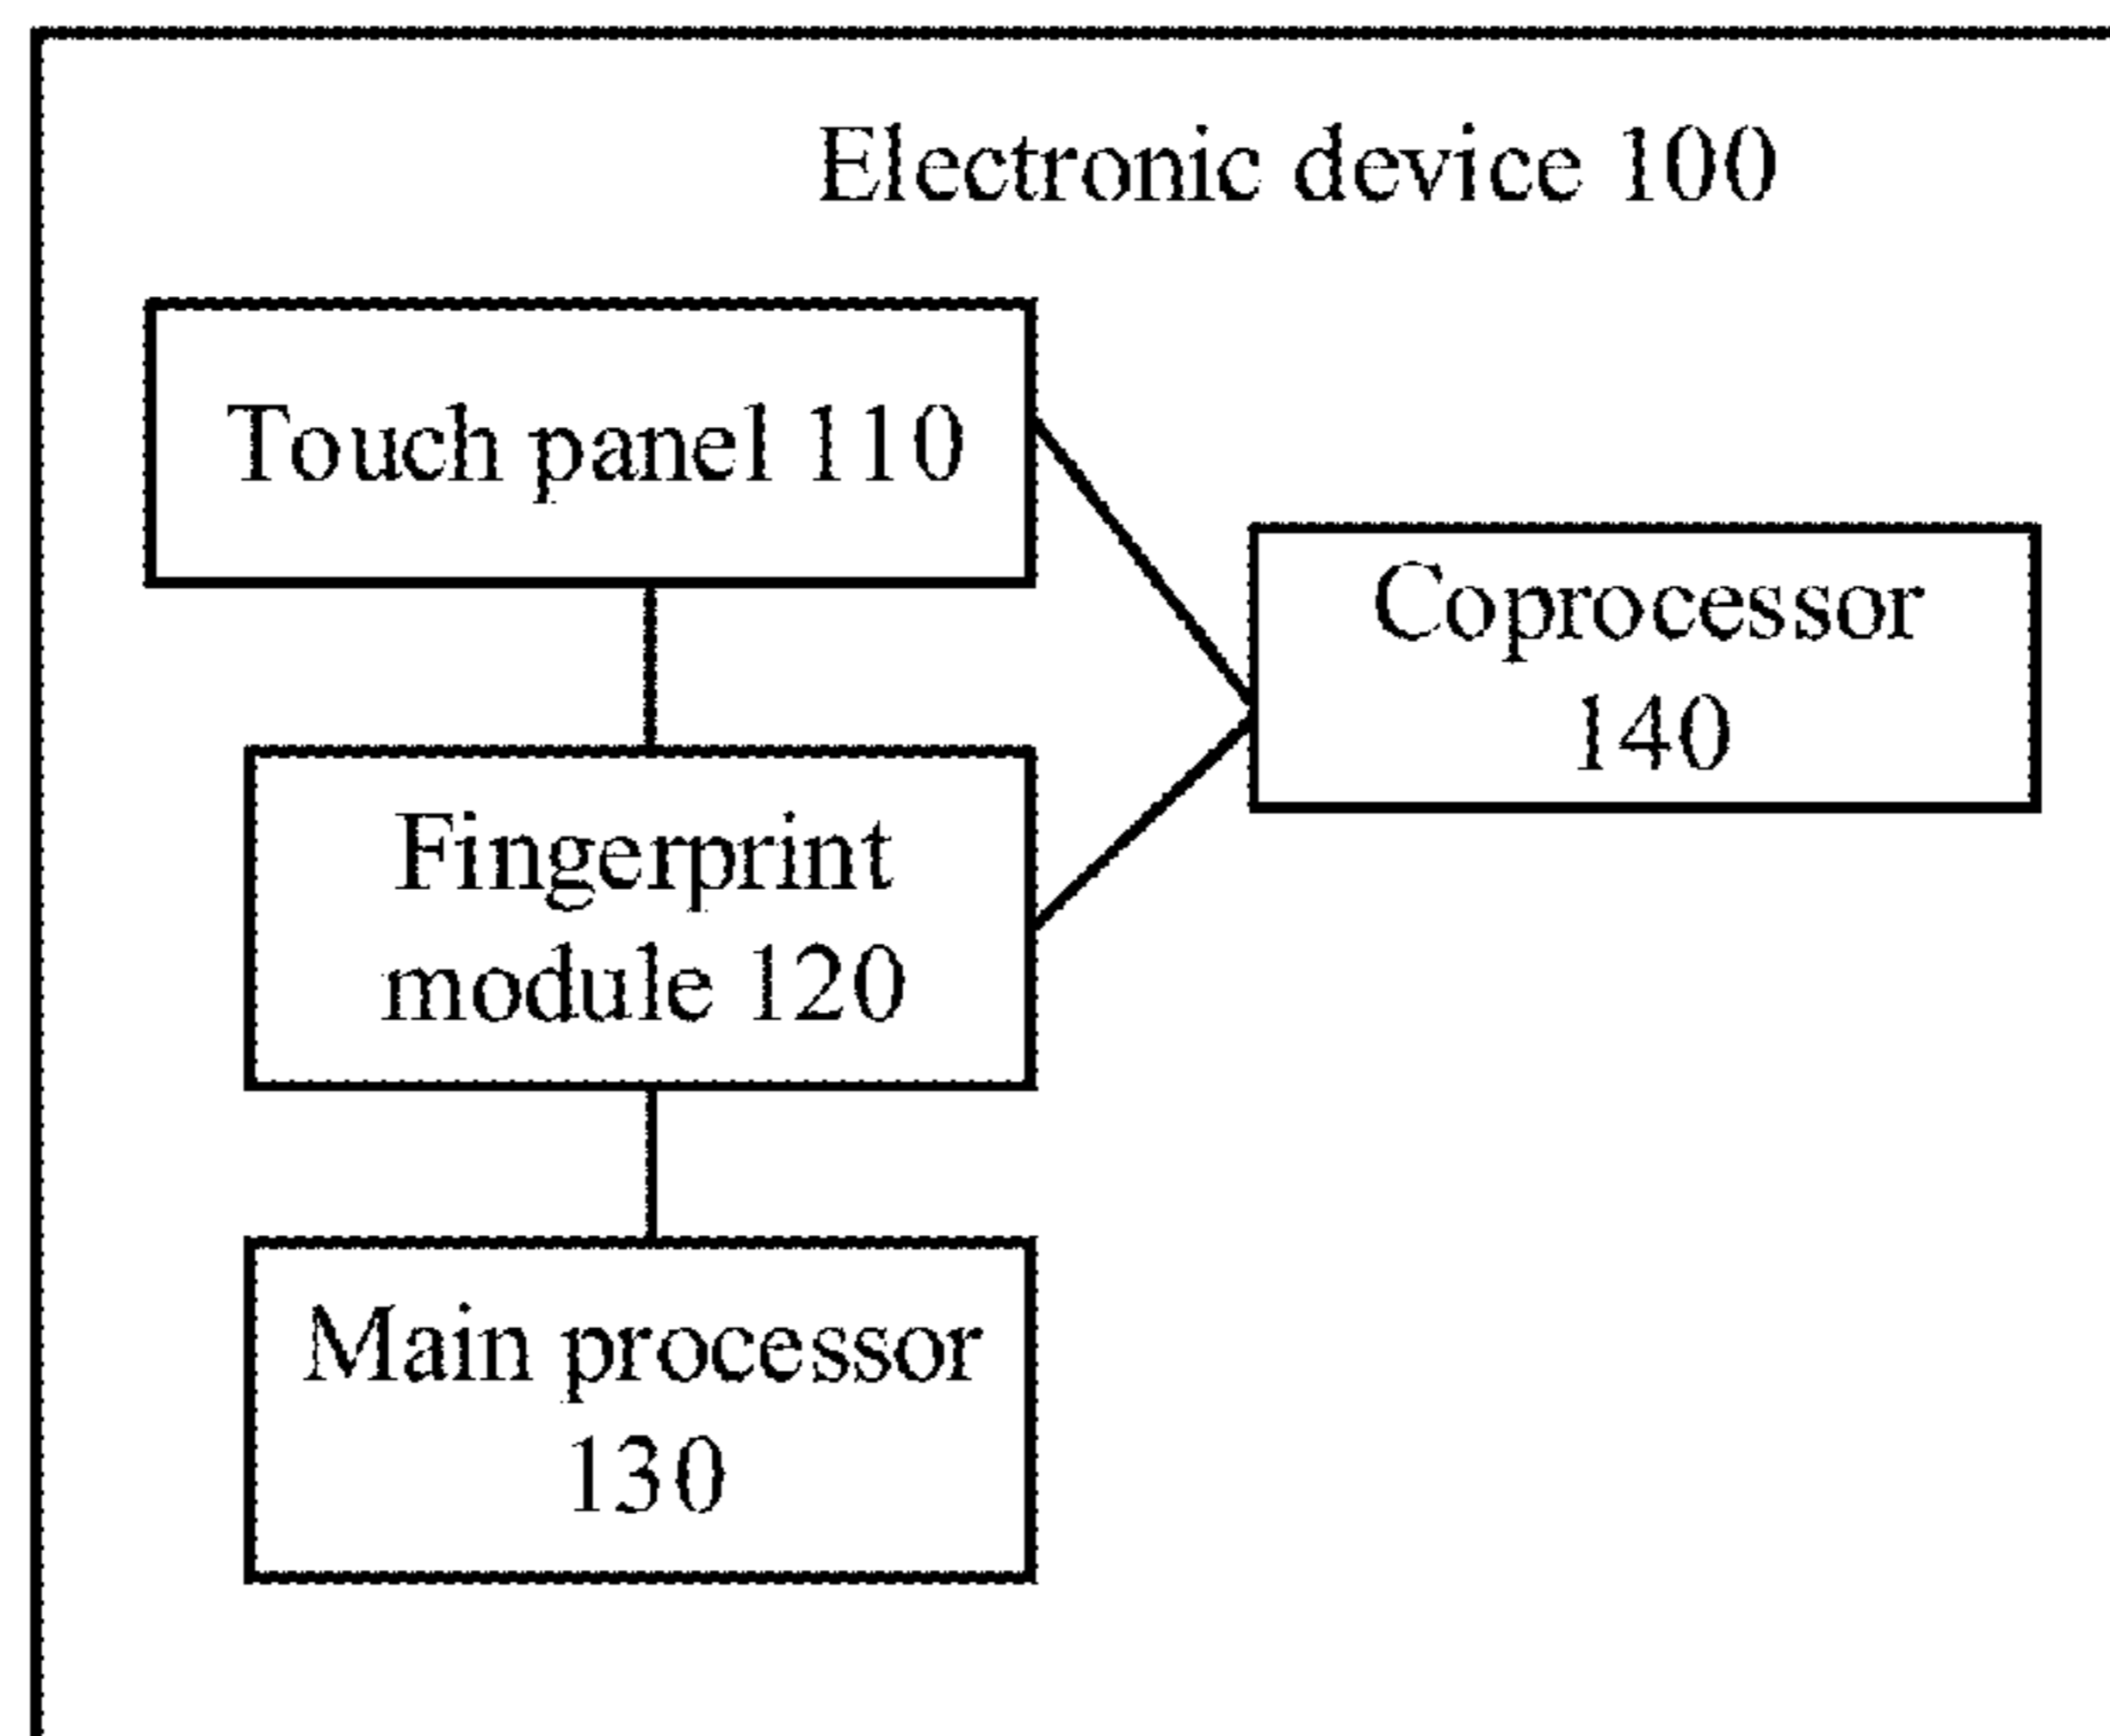 Electronic device 100
Touch panel 110
Coprocessor
140
Fingerprint
module 120
Main processor
130